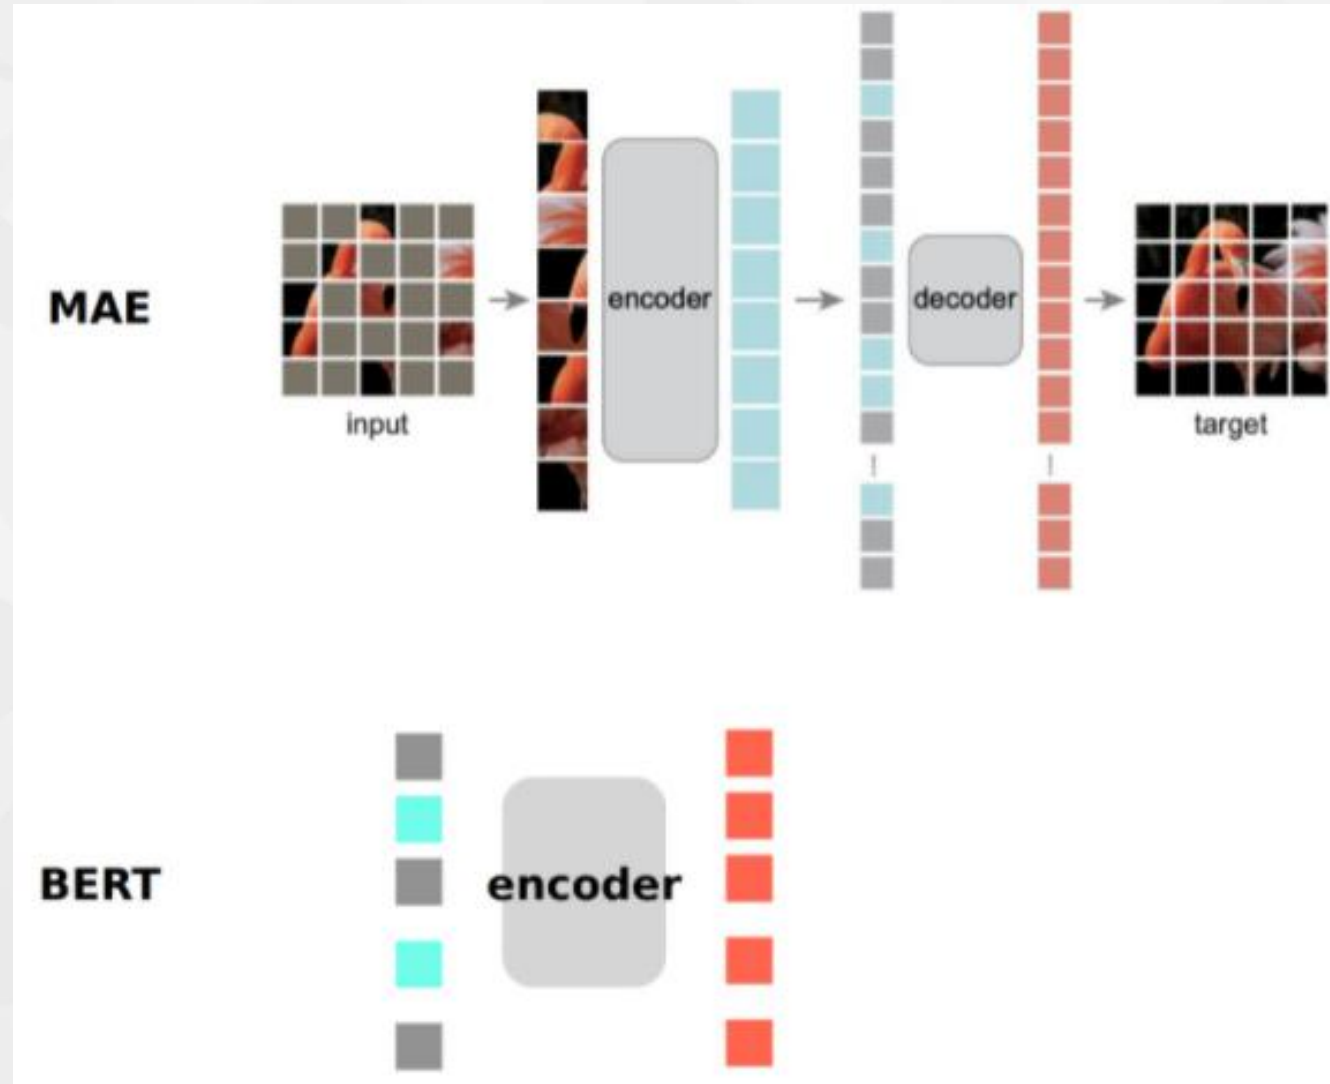 MAE
input
encoder
decoder
target
BERT
encoder